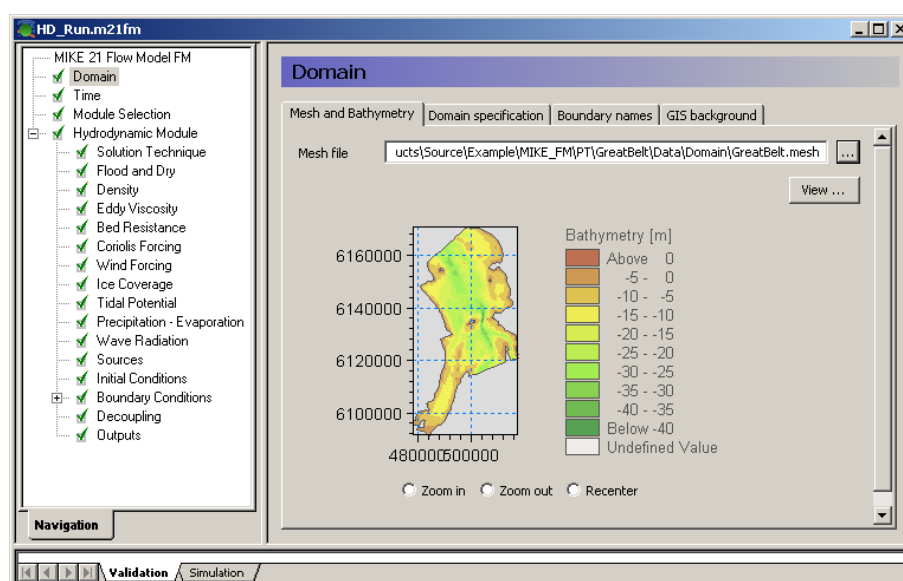 HD_Run.m21fm
MIKE 21 Flow Model FM
Domain
Time
Module Selection
Hydrodynamic Module
Solution Technique
Flood and Dry
Density
Eddy Viscosity
Bed Resistance
Coriolis Forcing
Wind Forcing
Ice Coverage
Tidal Potential
Precipitation - Evaporation
Wave Radiation
Sources
Initial Conditions
Boundary Conditions
Decoupling
Outputs
Navigation
Domain
Mesh and Bathymetry Domain specification Boundary names GIS background
Mesh file ucts\Source\Example\MIKE_FM\PT\GreatBelt\Data\Domain\GreatBelt.mesh ...
View ...
Bathymetry [m]
Above 0
-5 - 0
-10 - -5
-15 - -10
-20 - -15
-25 - -20
-30 - -25
-35 - -30
-40 - -35
Below -40
Undefined Value
6160000
6140000
6120000
6100000
480000500000
Zoom in Zoom out Recenter
Validation Simulation